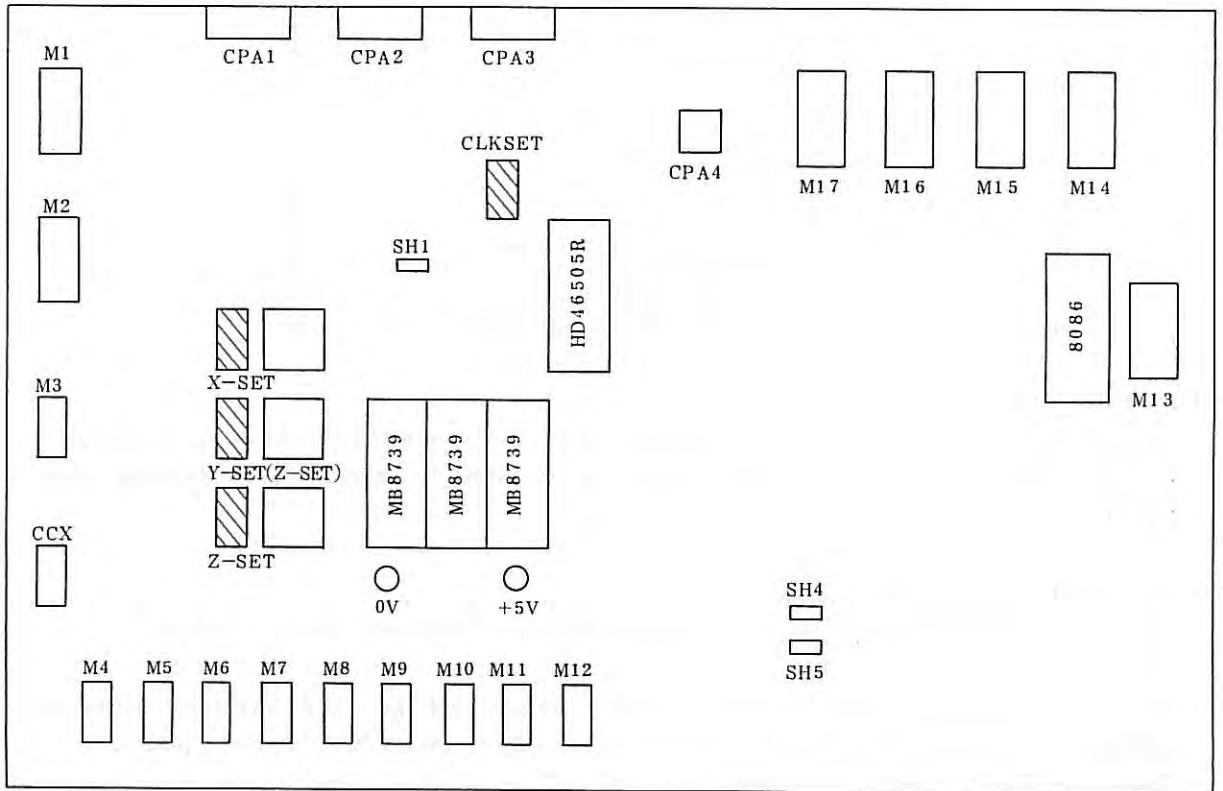 M1
CPA1 CPA2 CPA3
CLKSET
CPA4
M17 M16 M15 M14
M2
SH1
HD46505R
8086
M13
X-SET
M3
Y-SET(Z-SET)
MB8739 MB8739 MB8739
CCX
Z-SET
0V +5V
SH4
SH5
M4 M5 M6 M7 M8 M9 M10 M11 M12